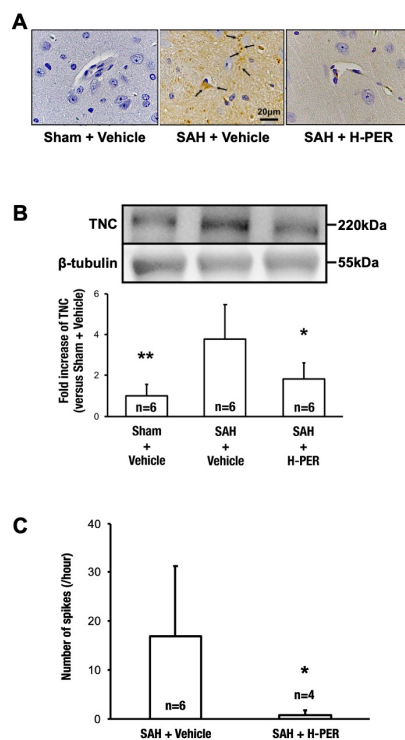 A
20μm
Sham + Vehicle
SAH + Vehicle
SAH + H-PER
B
TNC
220kDa
β-tubulin
55kDa
Fold increase of TNC
(versus Sham + Vehicle)
6
4
2
0
**
*
n=6
n=6
n=6
Sham
+
Vehicle
SAH
+
Vehicle
SAH
+
H-PER
C
Number of spikes (/hour)
40
30
20
10
0
*
n=6
n=4
SAH + Vehicle
SAH + H-PER